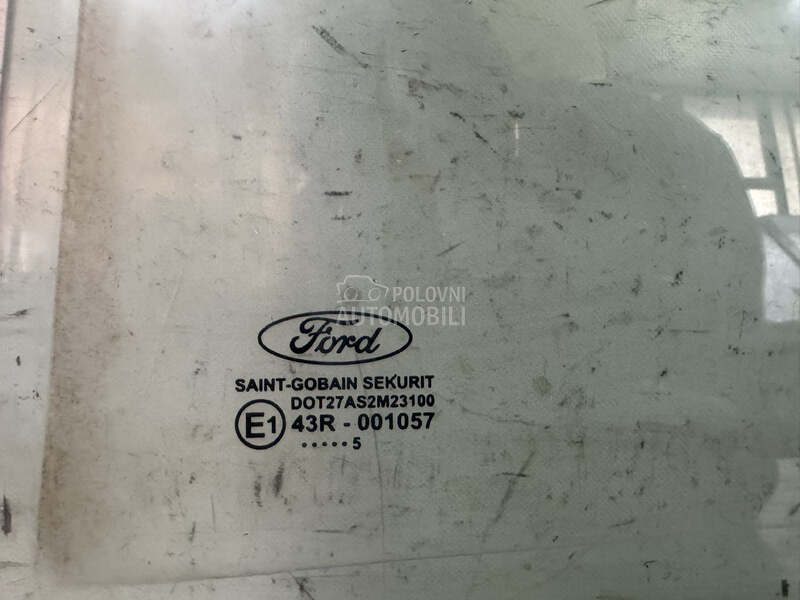 POLOVNI
AUTOMOBILI
Ford
SAINT-GOBAIN SEKURIT
DOT27AS2M23100
E1 43R - 001057
.....5